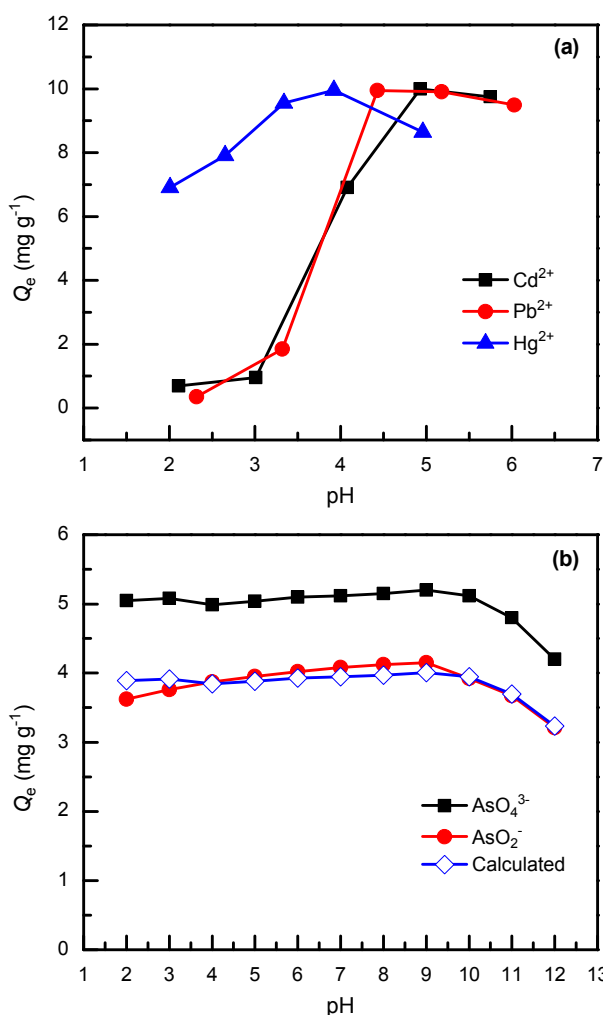 12
(a)
10
8
6
4
2
0
Qₑ (mg g⁻¹)
Cd²⁺
Pb²⁺
Hg²⁺
1 2 3 4 5 6 7
pH
6
(b)
5
4
3
2
1
0
Qₑ (mg g⁻¹)
AsO₄³⁻
AsO₂⁻
Calculated
1 2 3 4 5 6 7 8 9 10 11 12 13
pH